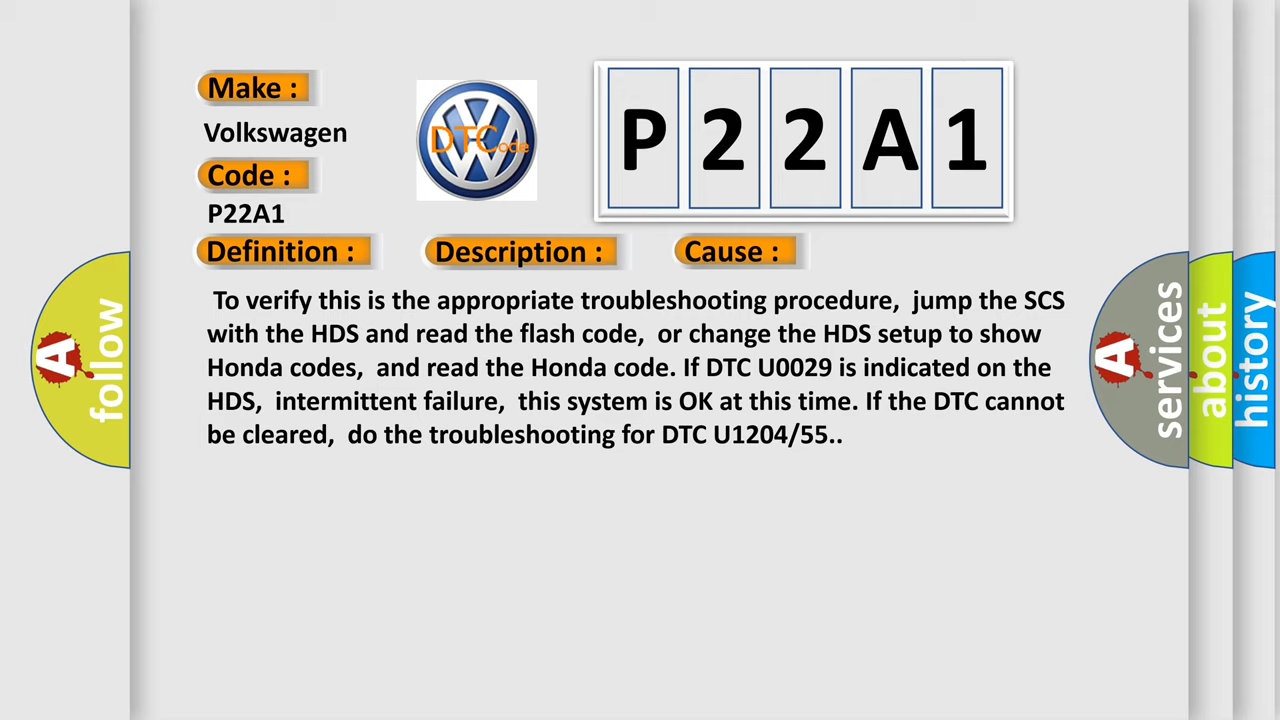 Make :
Volkswagen
Code :
P22A1
DTCode
P22A1
Definition :
Description :
Cause :
To verify this is the appropriate troubleshooting procedure, jump the SCS
with the HDS and read the flash code, or change the HDS setup to show
Honda codes, and read the Honda code. If DTC U0029 is indicated on the
HDS, intermittent failure, this system is OK at this time. If the DTC cannot
be cleared, do the troubleshooting for DTC U1204/55..
A follow
A services
about
history